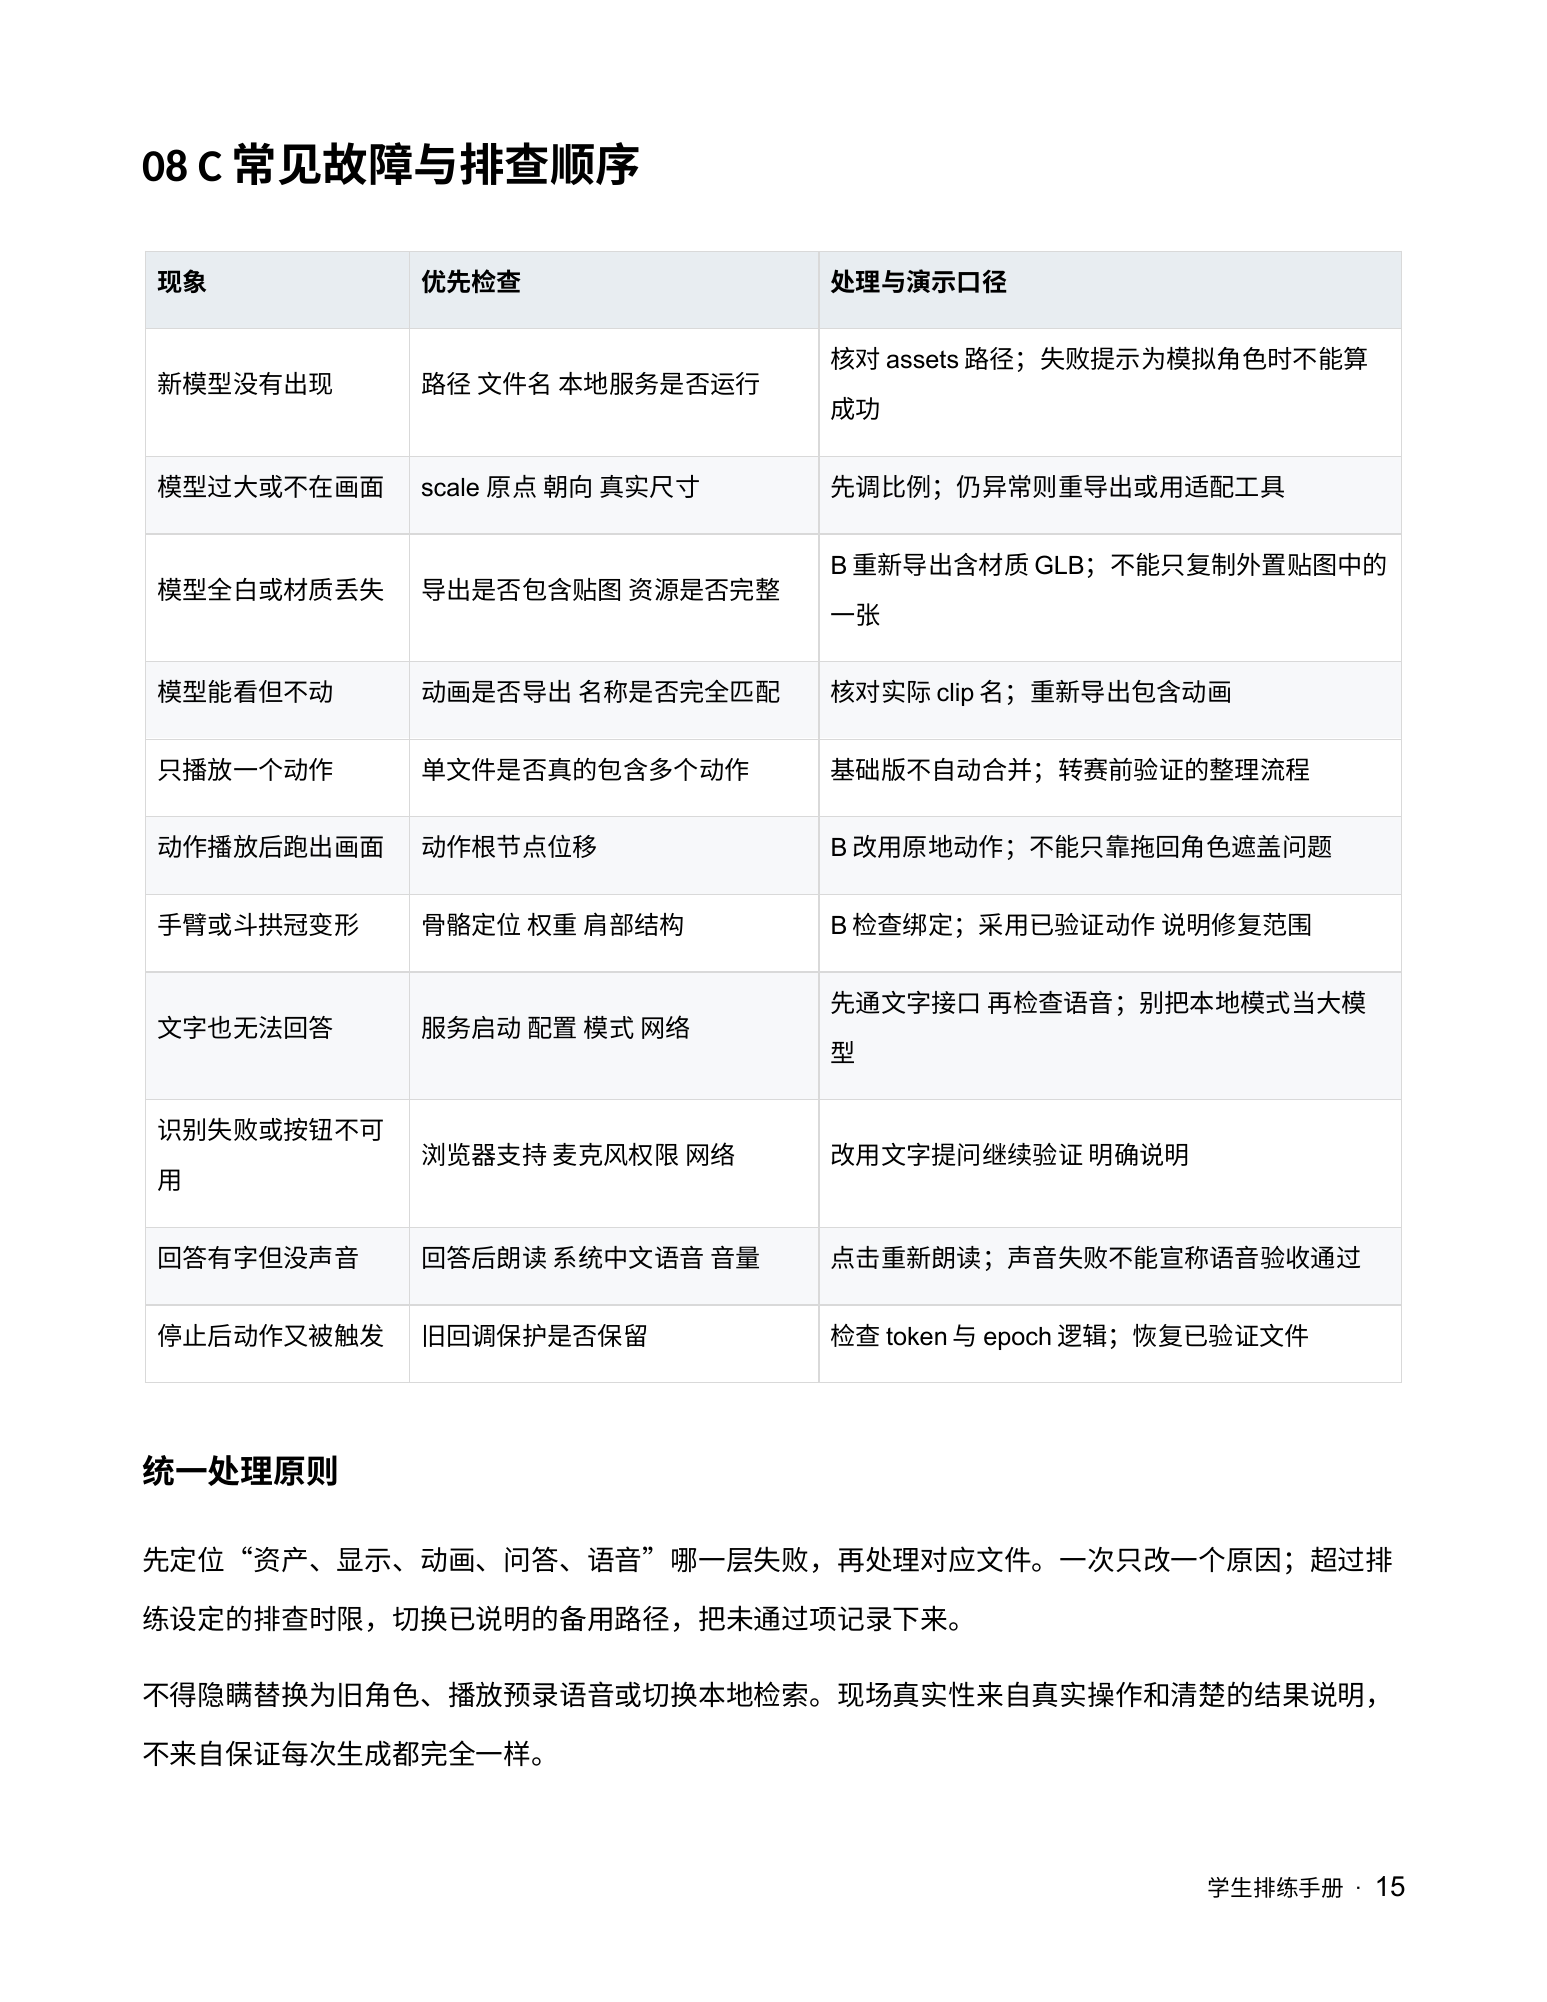 08 C 常见故障与排查顺序
现象 优先检查 处理与演示口径
新模型没有出现 路径 文件名 本地服务是否运行 核对 assets 路径；失败提示为模拟角色时不能算
成功
模型过大或不在画面 scale 原点 朝向 真实尺寸 先调比例；仍异常则重导出或用适配工具
模型全白或材质丢失 导出是否包含贴图 资源是否完整 B 重新导出含材质 GLB；不能只复制外置贴图中的
一张
模型能看但不动 动画是否导出 名称是否完全匹配 核对实际 clip 名；重新导出包含动画
只播放一个动作 单文件是否真的包含多个动作 基础版不自动合并；转赛前验证的整理流程
动作播放后跑出画面 动作根节点位移 B 改用原地动作；不能只靠拖回角色遮盖问题
手臂或斗拱冠变形 骨骼定位 权重 肩部结构 B 检查绑定；采用已验证动作 说明修复范围
文字也无法回答 服务启动 配置 模式 网络 先通文字接口 再检查语音；别把本地模式当大模
型
识别失败或按钮不可
用
浏览器支持 麦克风权限 网络 改用文字提问继续验证 明确说明
回答有字但没声音 回答后朗读 系统中文语音 音量 点击重新朗读；声音失败不能宣称语音验收通过
停止后动作又被触发 旧回调保护是否保留 检查 token 与 epoch 逻辑；恢复已验证文件
统一处理原则
先定位“资产、显示、动画、问答、语音”哪一层失败，再处理对应文件。一次只改一个原因；超过排
练设定的排查时限，切换已说明的备用路径，把未通过项记录下来。
不得隐瞒替换为旧角色、播放预录语音或切换本地检索。现场真实性来自真实操作和清楚的结果说明，
不来自保证每次生成都完全一样。
学生排练手册 · 15